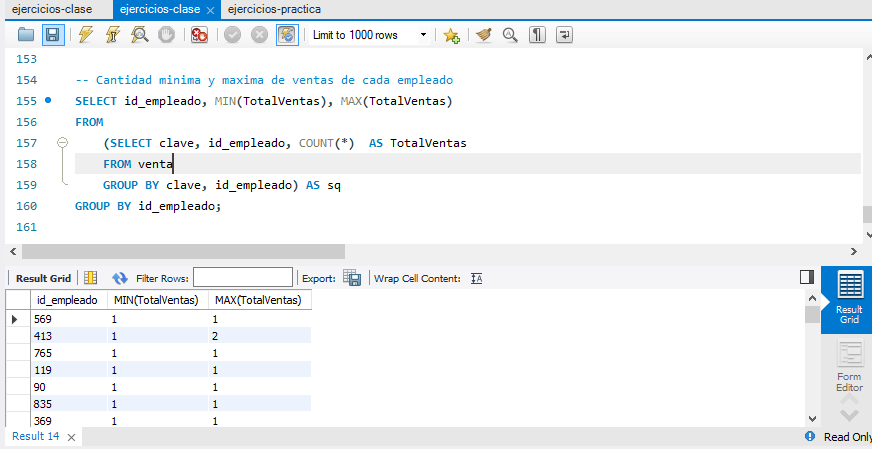 ejercicios-clase ejercicios-clase × ejercicios-practica
Limit to 1000 rows
153
154 -- Cantidad minima y maxima de ventas de cada empleado
155 SELECT id_empleado, MIN(TotalVentas), MAX(TotalVentas)
156 FROM
157 (SELECT clave, id_empleado, COUNT(*) AS TotalVentas
158 FROM venta
159 GROUP BY clave, id_empleado) AS sq
160 GROUP BY id_empleado;
161
Result Grid Filter Rows: Export: Wrap Cell Content: IA
id_empleado MIN(TotalVentas) MAX(TotalVentas)
569 1 1
413 1 2
765 1 1
119 1 1
90 1 1
835 1 1
369 1 1
Result Grid
Form Editor
Result 14 × Read Only